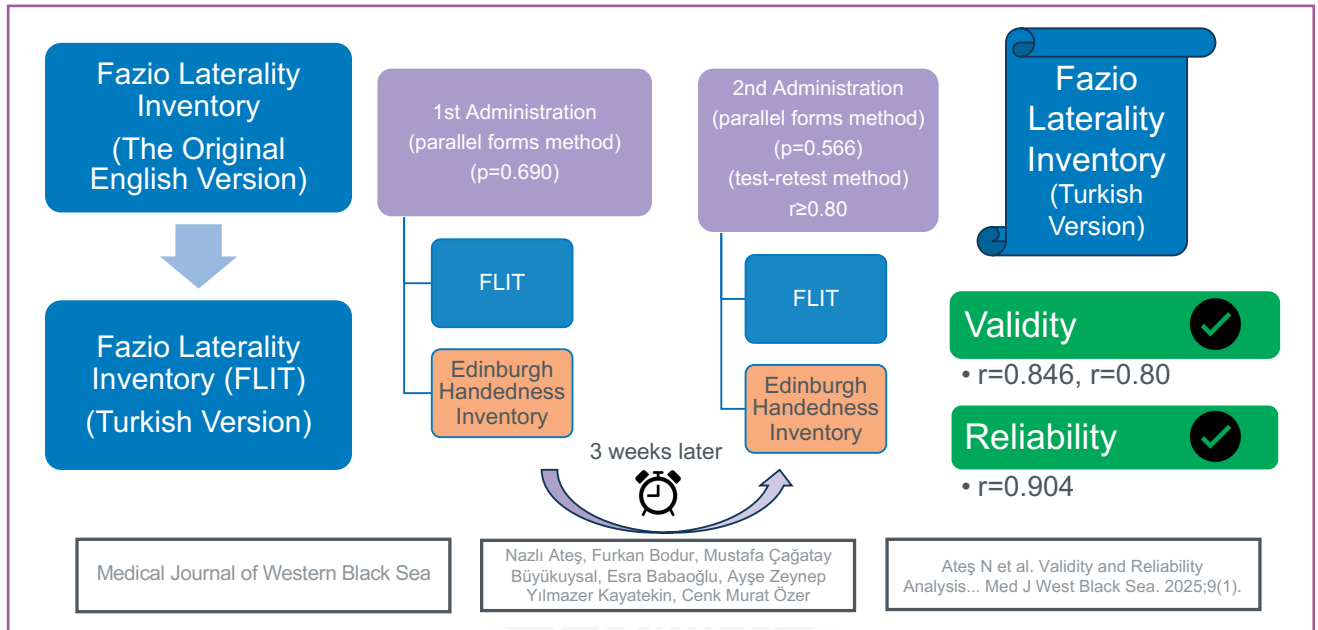 Fazio Laterality
Inventory
(The Original
English Version)
Fazio Laterality
Inventory (FLIT)
(Turkish Version)
1st Administration
(parallel forms method)
(p=0.690)
FLIT
Edinburgh
Handedness
Inventory
3 weeks later
2nd Administration
(parallel forms method)
(p=0.566)
(test-retest method)
r≥0.80
FLIT
Edinburgh
Handedness
Inventory
Fazio
Laterality
Inventory
(Turkish
Version)
Validity
• r=0.846, r=0.80
Reliability
• r=0.904
Medical Journal of Western Black Sea
Nazlı Ateş, Furkan Bodur, Mustafa Çağatay
Büyükuysal, Esra Babaoğlu, Ayşe Zeynep
Yılmazer Kayatekin, Cenk Murat Özer
Ateş N et al. Validity and Reliability
Analysis... Med J West Black Sea. 2025;9(1).